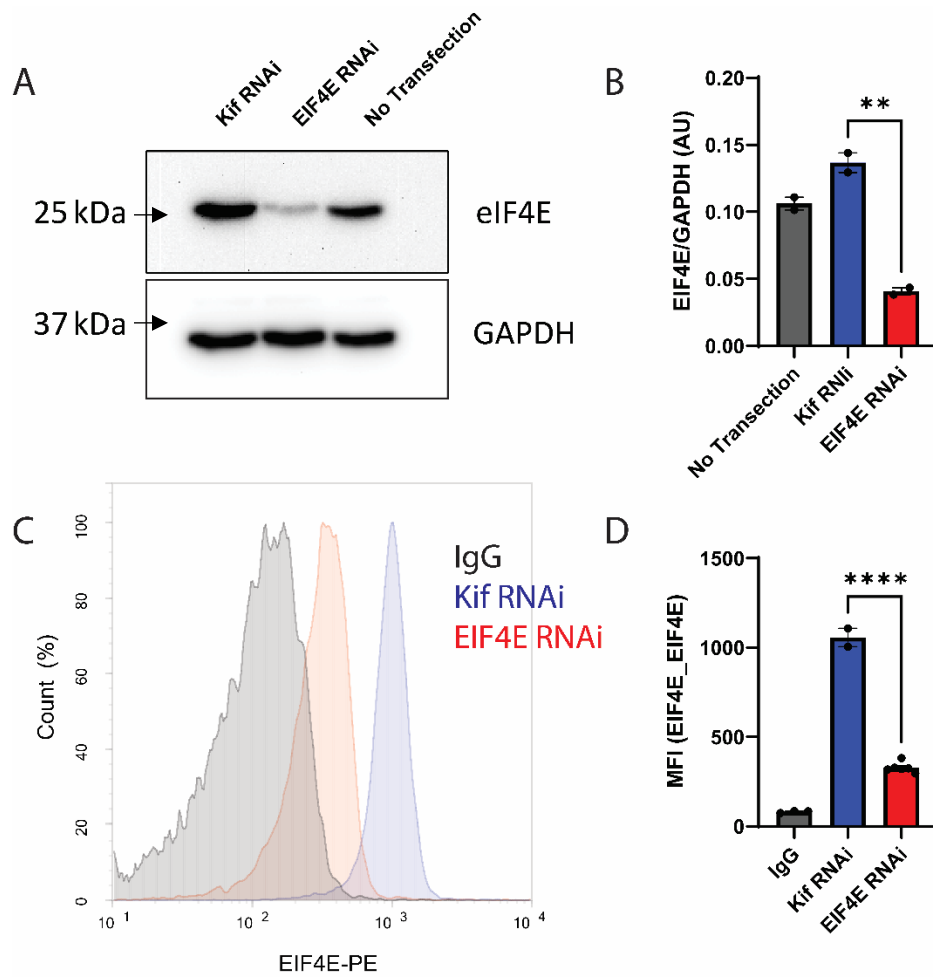 A
Kif RNAi
EIF4E RNAi
No Transfection
25 kDa
eIF4E
37 kDa
GAPDH
B
EIF4E/GAPDH (AU)
0.20
0.15
0.10
0.05
0.00
**
No Transection
Kif RNIi
EIF4E RNAi
C
Count (%)
100
80
60
40
20
0
10 1
10 2
10 3
10 4
EIF4E-PE
IgG
Kif RNAi
EIF4E RNAi
D
MFI (EIF4E_EIF4E)
1500
1000
500
0
****
IgG
Kif RNAi
EIF4E RNAi